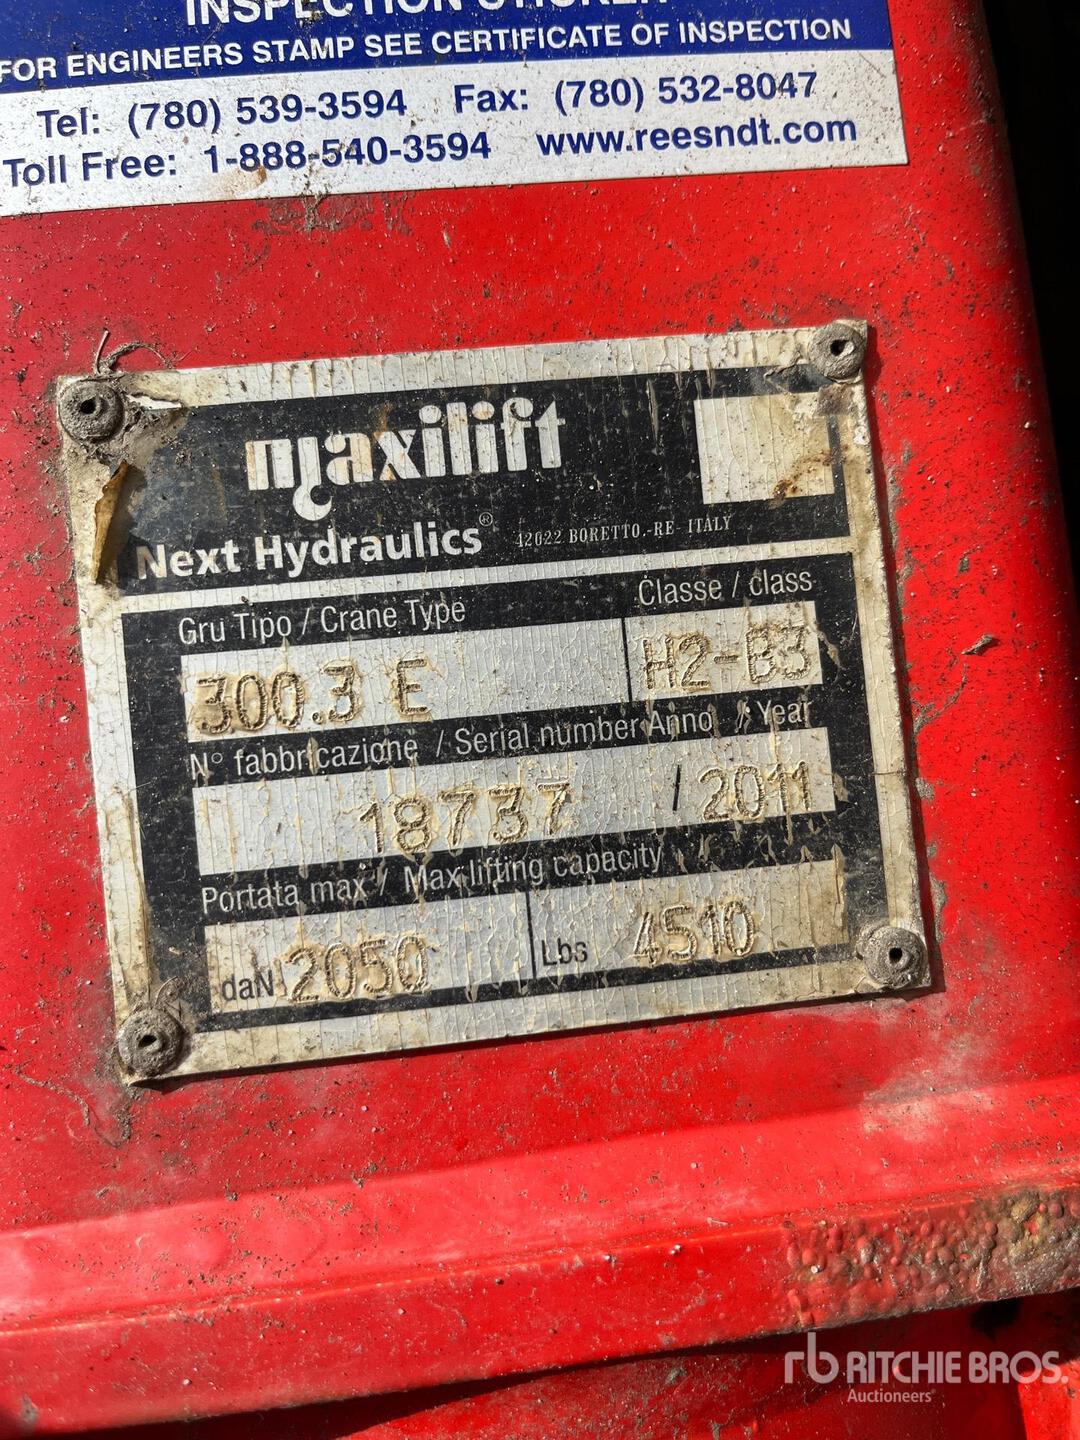 INSPECTION STICKER
FOR ENGINEERS STAMP SEE CERTIFICATE OF INSPECTION
Tel: (780) 539-3594 Fax: (780) 532-8047
Toll Free: 1-888-540-3594 www.reesndt.com
maxilift
Next Hydraulics® 42022 BORETTO.-RE- ITALY
Gru Tipo / Crane Type Classe / class
300.3 E H2-B3
N° fabbricazione / Serial number Anno / Year
18737 / 2011
Portata max / Max lifting capacity
daN 2050 Lbs 4510
rb RITCHIE BROS.
Auctioneers